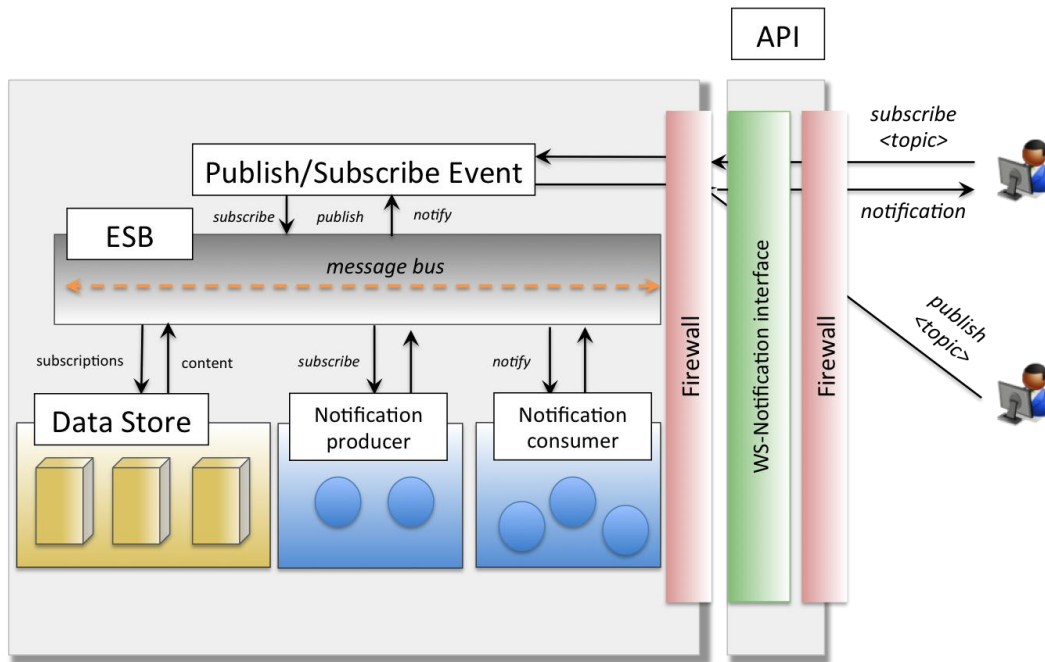 API
subscribe
<topic>
Publish/Subscribe Event
notification
subscribe
publish
notify
ESB
message bus
publish
<topic>
Firewall
WS-Notification interface
Firewall
subscriptions
content
subscribe
notify
Data Store
Notification
producer
Notification
consumer